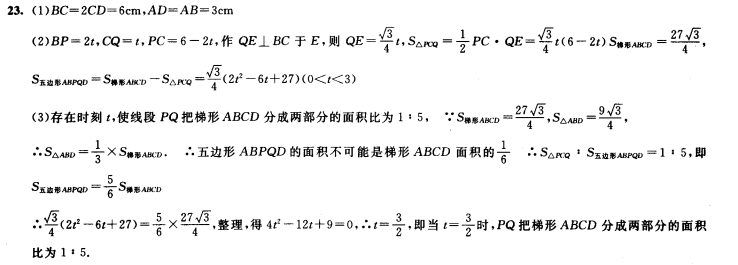 23. (1)BC=2CD=6cm,AD=AB=3cm
(2)BP=2t,CQ=t,PC=6-2t,作 QE⊥BC 于 E,则 QE=√3/4 t,S△PCQ=1/2 PC·QE=√3/4 t(6-2t) S梯形ABCD=27√3/4,
S五边形ABPQD=S梯形ABCD-S△PCQ=√3/4(2t²-6t+27)(0<t<3)
(3)存在时刻 t,使线段 PQ 把梯形 ABCD 分成两部分的面积比为 1:5, ∵S梯形ABCD=27√3/4,S△ABD=9√3/4,
∴S△ABD=1/3×S梯形ABCD. ∴五边形 ABPQD 的面积不可能是梯形 ABCD 面积的1/6 ∴S△PCQ:S五边形ABPQD=1:5,即
S五边形ABPQD=5/6 S梯形ABCD
∴√3/4(2t²-6t+27)=5/6×27√3/4,整理,得 4t²-12t+9=0,∴t=3/2,即当 t=3/2时,PQ 把梯形 ABCD 分成两部分的面积
比为 1:5.